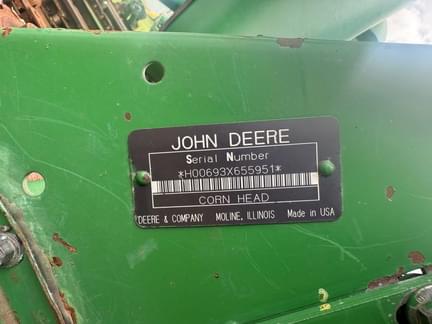 JOHN DEERE
Serial Number
*H00693X655951*
CORN HEAD
DEERE & COMPANY MOLINE, ILLINOIS Made in USA